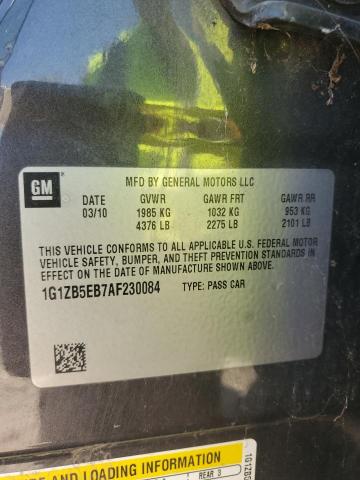 GM
MFD BY GENERAL MOTORS LLC
DATE GVWR GAWR FRT GAWR RR
03/10 1985 KG 1032 KG 953 KG
4376 LB 2275 LB 2101 LB
THIS VEHICLE CONFORMS TO ALL APPLICABLE U.S. FEDERAL MOTOR
VEHICLE SAFETY, BUMPER, AND THEFT PREVENTION STANDARDS IN
EFFECT ON THE DATE OF MANUFACTURE SHOWN ABOVE.
1G1ZB5EB7AF230084 TYPE: PASS CAR
AND LOADING INFORMATION
REAR 3
1G1ZB5